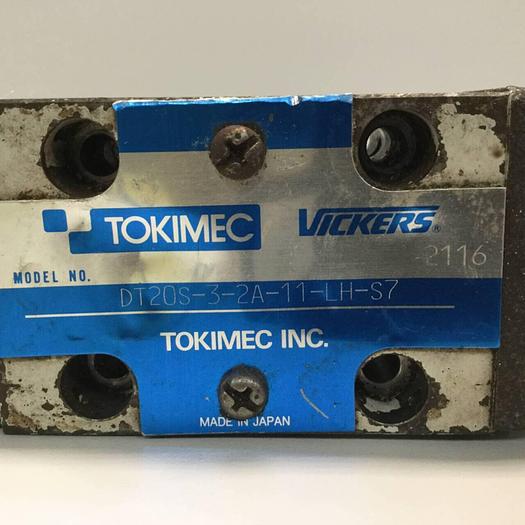 TOKIMEC VICKERS®
2116
MODEL NO.
DT20S-3-2A-11-LH-S7
TOKIMEC INC.
MADE IN JAPAN